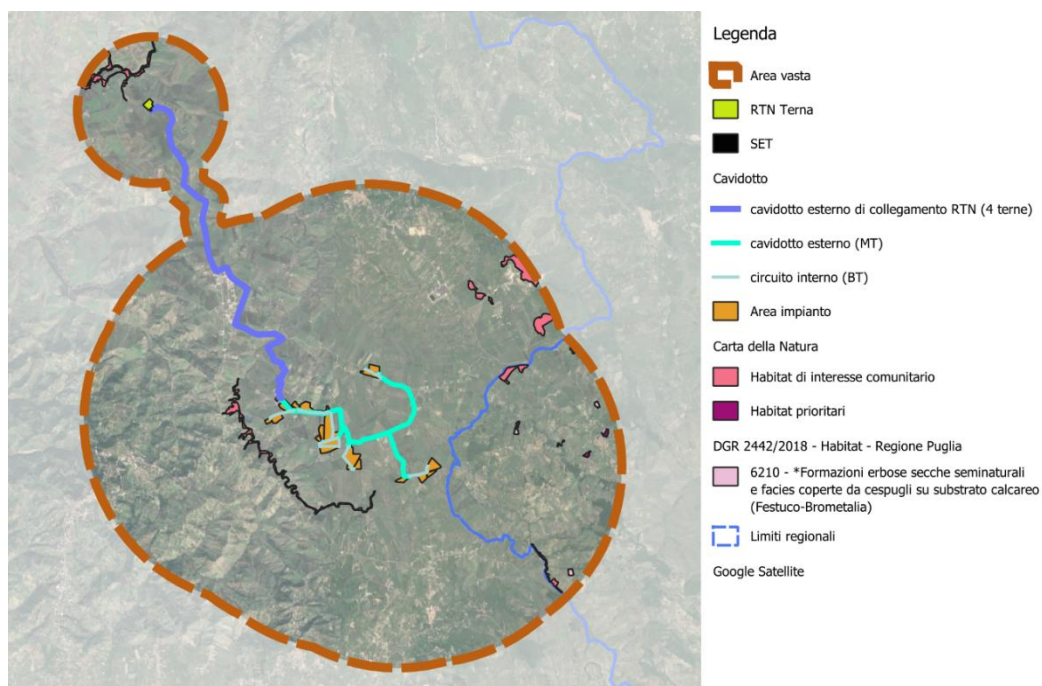 Legenda
Area vasta
RTN Terna
SET
Cavidotto
cavidotto esterno di collegamento RTN (4 terne)
cavidotto esterno (MT)
circuito interno (BT)
Area impianto
Carta della Natura
Habitat di interesse comunitario
Habitat prioritari
DGR 2442/2018 - Habitat - Regione Puglia
6210 - *Formazioni erbose secche seminaturali
e facies coperte da cespugli su substrato calcareo
(Festuco-Brometalia)
Limiti regionali
Google Satellite